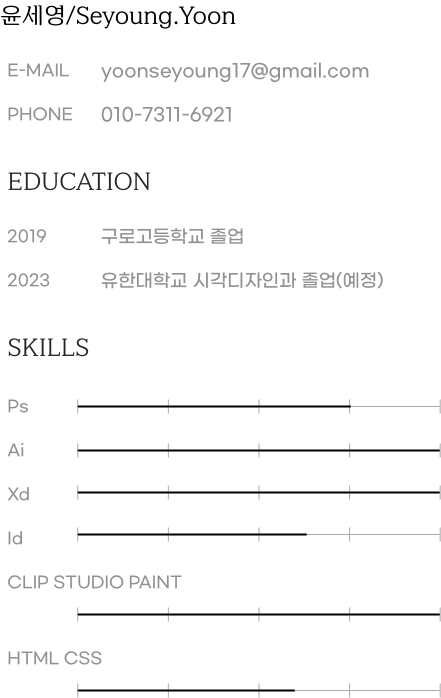 윤세영/Seyoung.Yoon
E-MAIL yoonseyoung17@gmail.com
PHONE 010-7311-6921
EDUCATION
2019 구로고등학교 졸업
2023 유한대학교 시각디자인과 졸업(예정)
SKILLS
Ps
Ai
Xd
Id
CLIP STUDIO PAINT
HTML CSS